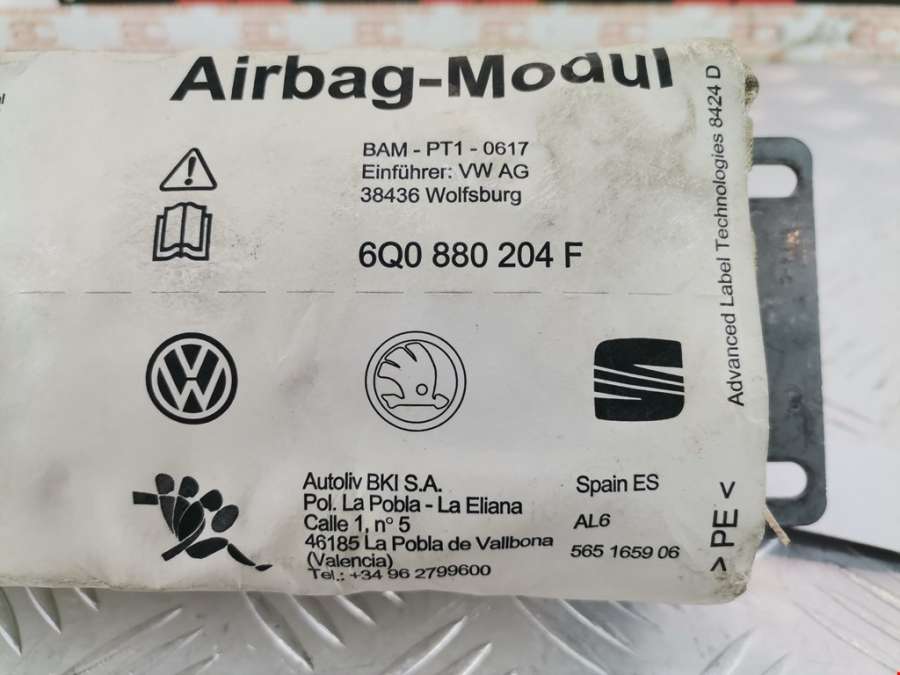 Airbag-Modul
BAM - PT1 - 0617
Einführer: VW AG
38436 Wolfsburg
6Q0 880 204 F
Autoliv BKI S.A.
Pol. La Pobla - La Eliana
Calle 1, nº 5
46185 La Pobla de Vallbona
(Valencia)
Tel.: +34 96 2799600
Spain ES
AL6
565 1659 06
Advanced Label Technologies 8424 D
> PE <